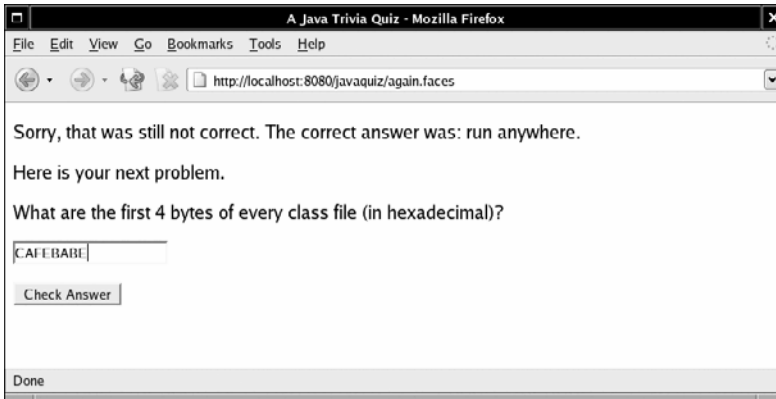 A Java Trivia Quiz - Mozilla Firefox
File Edit View Go Bookmarks Tools Help
http://localhost:8080/javaquiz/again.faces
Sorry, that was still not correct. The correct answer was: run anywhere.
Here is your next problem.
What are the first 4 bytes of every class file (in hexadecimal)?
CAFEBABE
Check Answer
Done